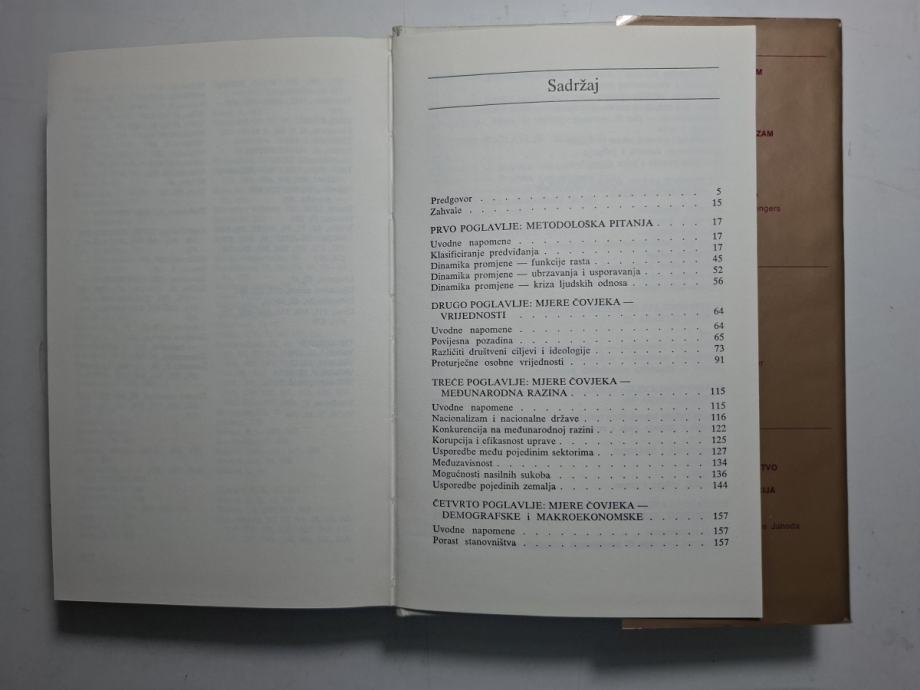 Sadržaj
Predgovor . . . . . . . . . . . . . . . . . 5
Zahvale . . . . . . . . . . . . . . . . . 15
PRVO POGLAVLJE: METODOLOŠKA PITANJA . . . . 17
Uvodne napomene . . . . . . . . . . . . . . 17
Klasificiranje predviđanja . . . . . . . . . . . . 17
Dinamika promjene — funkcije rasta . . . . . . . . 45
Dinamika promjene — ubrzavanja i usporavanja . . . . 52
Dinamika promjene — kriza ljudskih odnosa . . . . . 56
DRUGO POGLAVLJE: MJERE ČOVJEKA —
VRIJEDNOSTI . . . . . . . . . . . . . . 64
Uvodne napomene . . . . . . . . . . . . . . 64
Povijesna pozadina . . . . . . . . . . . . . . 65
Različiti društveni ciljevi i ideologije . . . . . . . . 73
Proturječne osobne vrijednosti . . . . . . . . . . 91
TREĆE POGLAVLJE: MJERE ČOVJEKA —
MEĐUNARODNA RAZINA . . . . . . . . . . 115
Uvodne napomene . . . . . . . . . . . . . . 115
Nacionalizam i nacionalne države . . . . . . . . . 116
Konkurencija na međunarodnoj razini . . . . . . . . 122
Korupcija i efikasnost uprave . . . . . . . . . . . 125
Usporedbe među pojedinim sektorima . . . . . . . . 127
Međuzavisnost . . . . . . . . . . . . . . . 134
Mogućnosti nasilnih sukoba . . . . . . . . . . . 136
Usporedbe pojedinih zemalja . . . . . . . . . . . 144
ČETVRTO POGLAVLJE: MJERE ČOVJEKA —
DEMOGRAFSKE i MAKROEKONOMSKE . . . . . 157
Uvodne napomene . . . . . . . . . . . . . . 157
Porast stanovništva . . . . . . . . . . . . . . 157
M
ZAM
engers
TVO
IJA
Jahoda